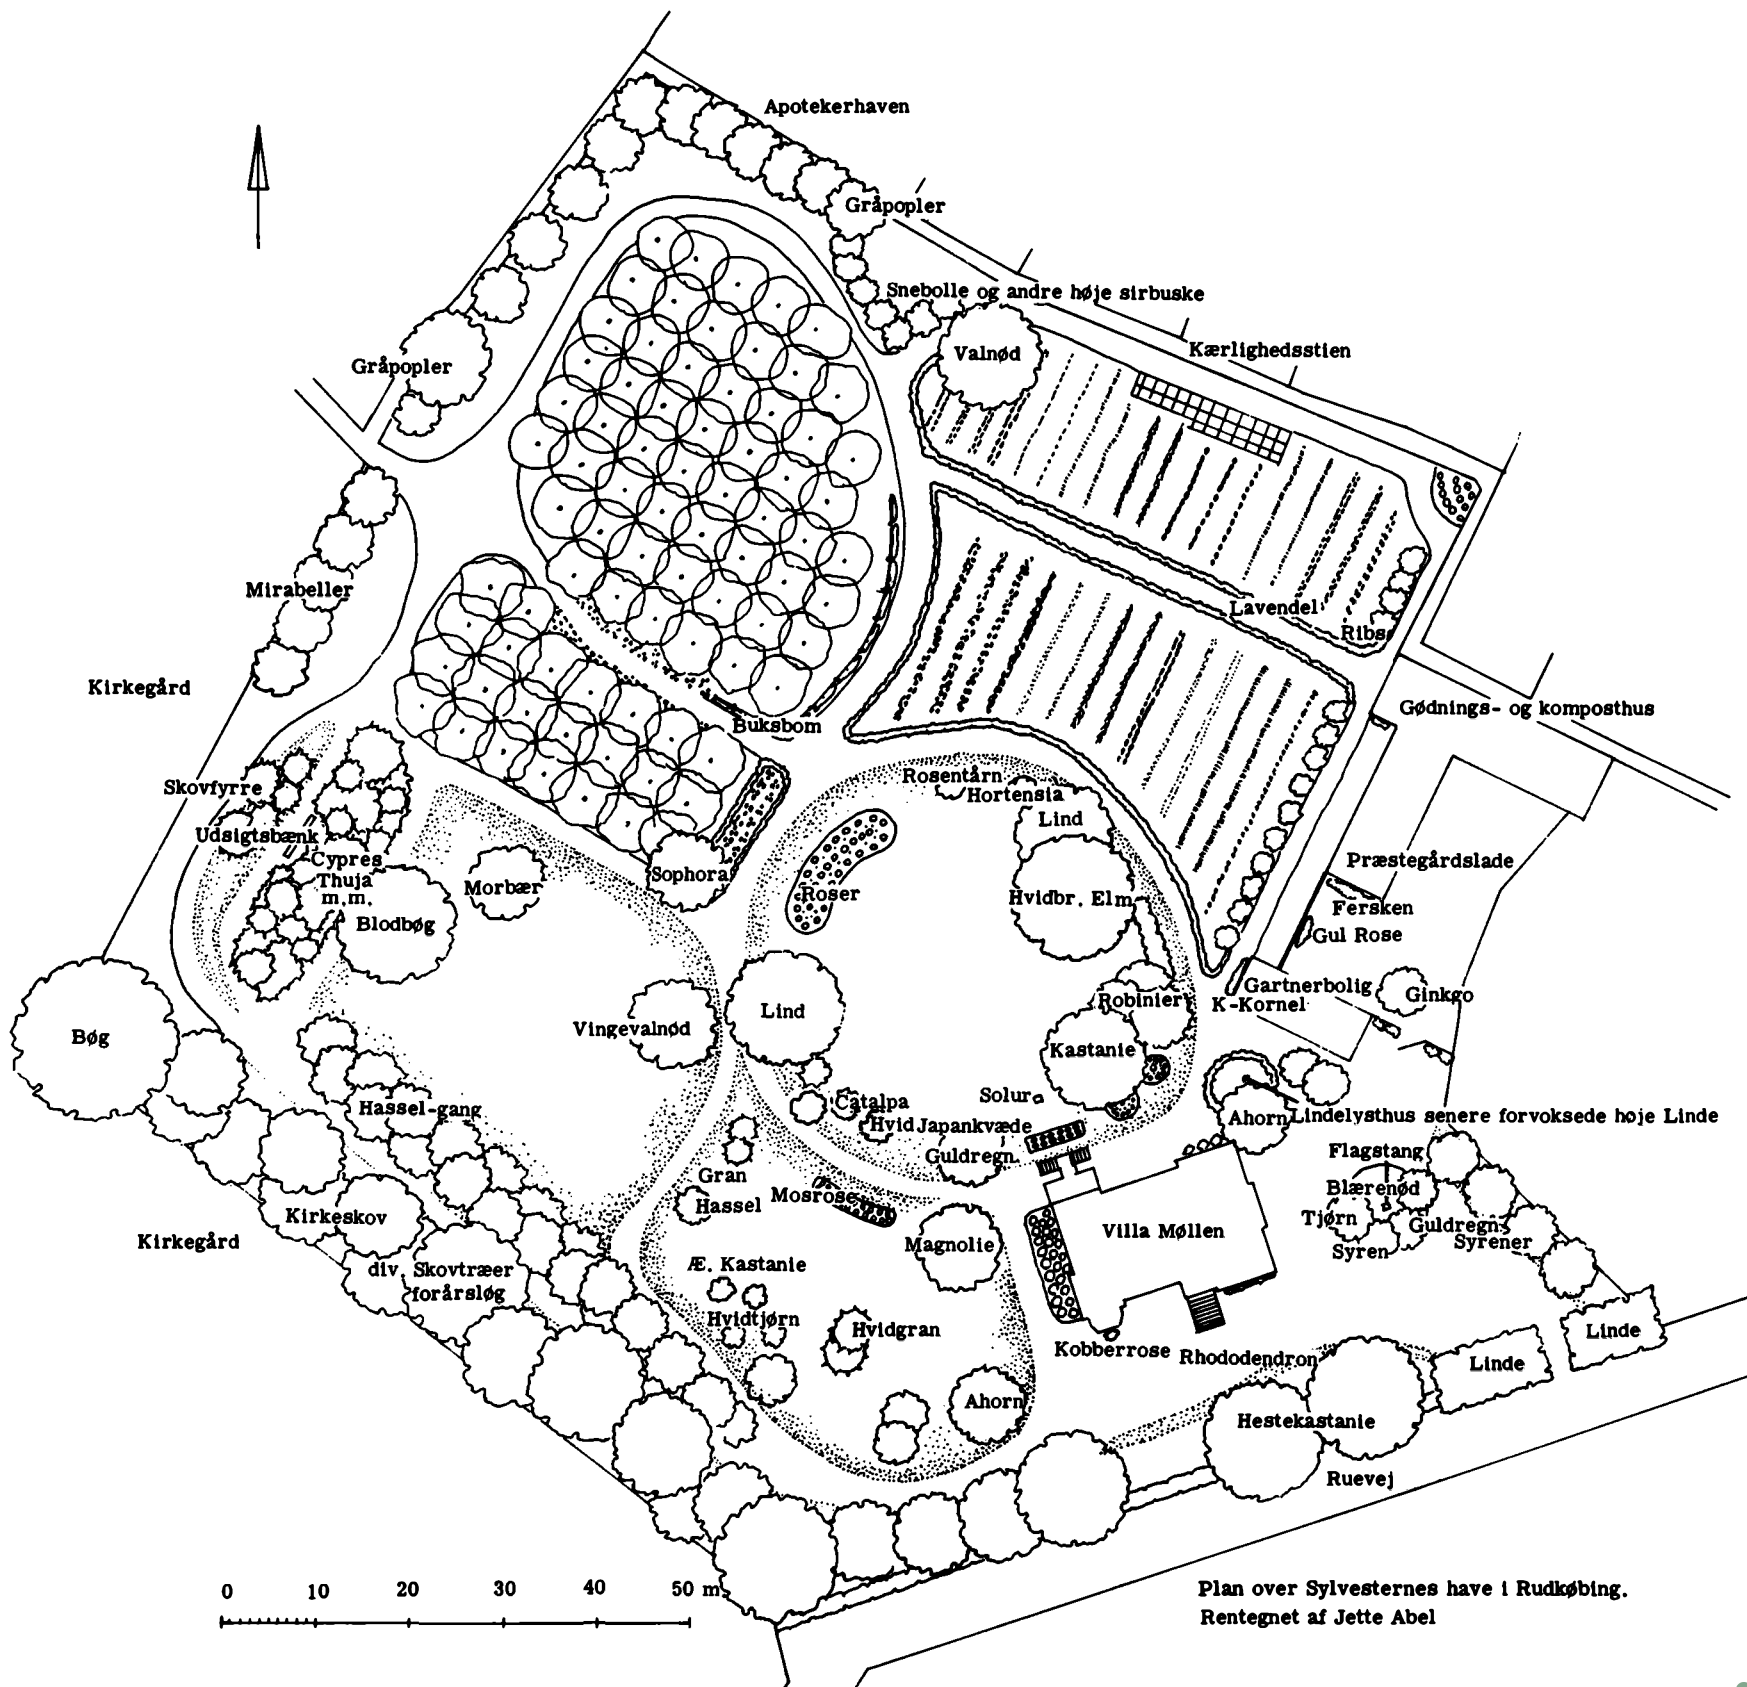 Apotekerhaven
Gråpopler
Snebolle og andre høje sirbuske
Valnød
Kærlighedsstien
Gråpopler
Mirabeller
Lavendel
Ribs
Kirkegård
Gødnings- og komposthus
Buksbom
Rosentårn
Skovfyrre
Hortensia
Lind
Udsigtsbænk
Cypres
Thuja
m.m.
Morbær
Sophora
Præstegårdslade
Roser
Hvidbr. Elm
Fersken
Blodbøg
Gul Rose
Gartnerbolig
Ginkgo
K-Kornel
Robinier
Vingevalnød
Lind
Bøg
Kastanie
Solur
Catalpa
Hassel-gang
Hvid Japankvæde
Ahorn
Lindelysthus senere forvoksede høje Linde
Guldregn.
Flagstang
Gran
Blærenød
Mosrose
Hassel
Kirkeskov
Tjørn
Guldregn
Villa Møllen
Syrener
Kirkegård
Magnolie
Syren
div. Skovtræer
forårsløg
Æ. Kastanie
Hvidtjørn
Hvidgran
Linde
Kobberrose
Rhododendron
Linde
Ahorn
Hestekastanie
Ruevej
0 10 20 30 40 50 m.
Plan over Sylvesternes have i Rudkøbing.
Rentegnet af Jette Abel